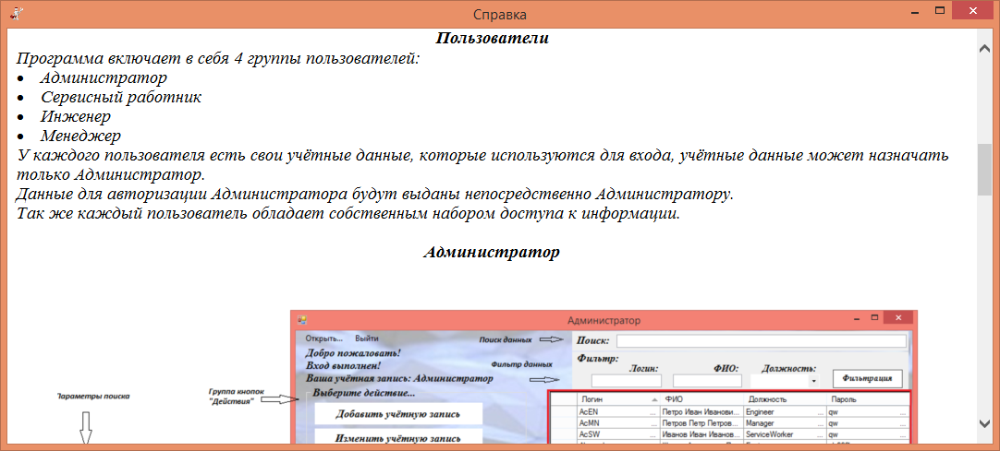 Справка
Пользователи
Программа включает в себя 4 группы пользователей:
• Администратор
• Сервисный работник
• Инженер
• Менеджер
У каждого пользователя есть свои учётные данные, которые используются для входа, учётные данные может назначать
только Администратор.
Данные для авторизации Администратора будут выданы непосредственно Администратору.
Так же каждый пользователь обладает собственным набором доступа к информации.
Администратор
Администратор
Открыть... Выйти
Поиск данных
Поиск:
Добро пожаловать!
Вход выполнен!
Ваша учётная запись: Администратор
Фильтр данных
Фильтр:
Логин: ФИО: Должность:
Фильтрация
Параметры поиска
Группа кнопок
"Действия"
Выберите действие...
Добавить учётную запись
Изменить учётную запись
Логин ФИО Должность Пароль
AcEN ... Петро Иван Иванови... Engineer ... qw ...
AcMN ... Петров Петр Петров... Manager ... qw ...
AcSW ... Иванов Иван Иванов... ServiceWorker ... qw ...